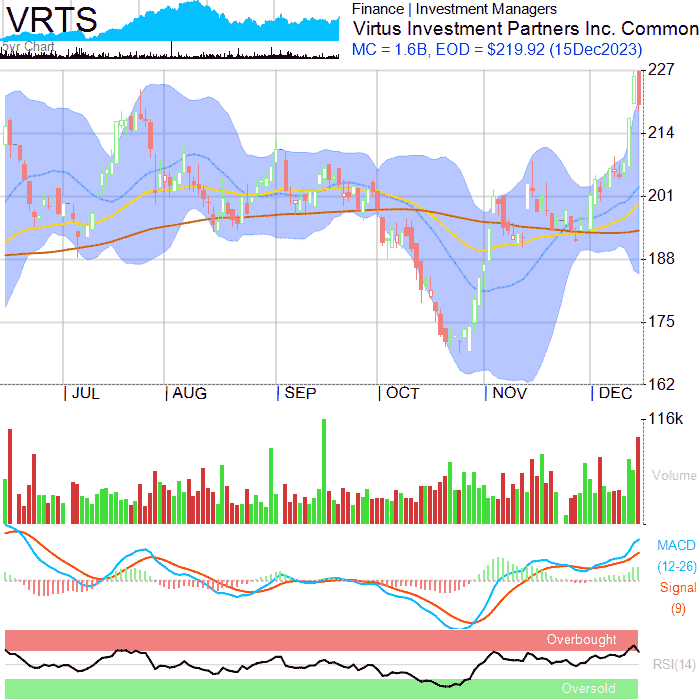 VRTS
5yr Chart
Finance | Investment Managers
Virtus Investment Partners Inc. Common
MC = 1.6B, EOD = $219.92 (15Dec2023)
227
214
201
188
175
162
JUL AUG SEP OCT NOV DEC
116k
Volume
MACD
(12-26)
Signal
(9)
Overbought
RSI(14)
Oversold